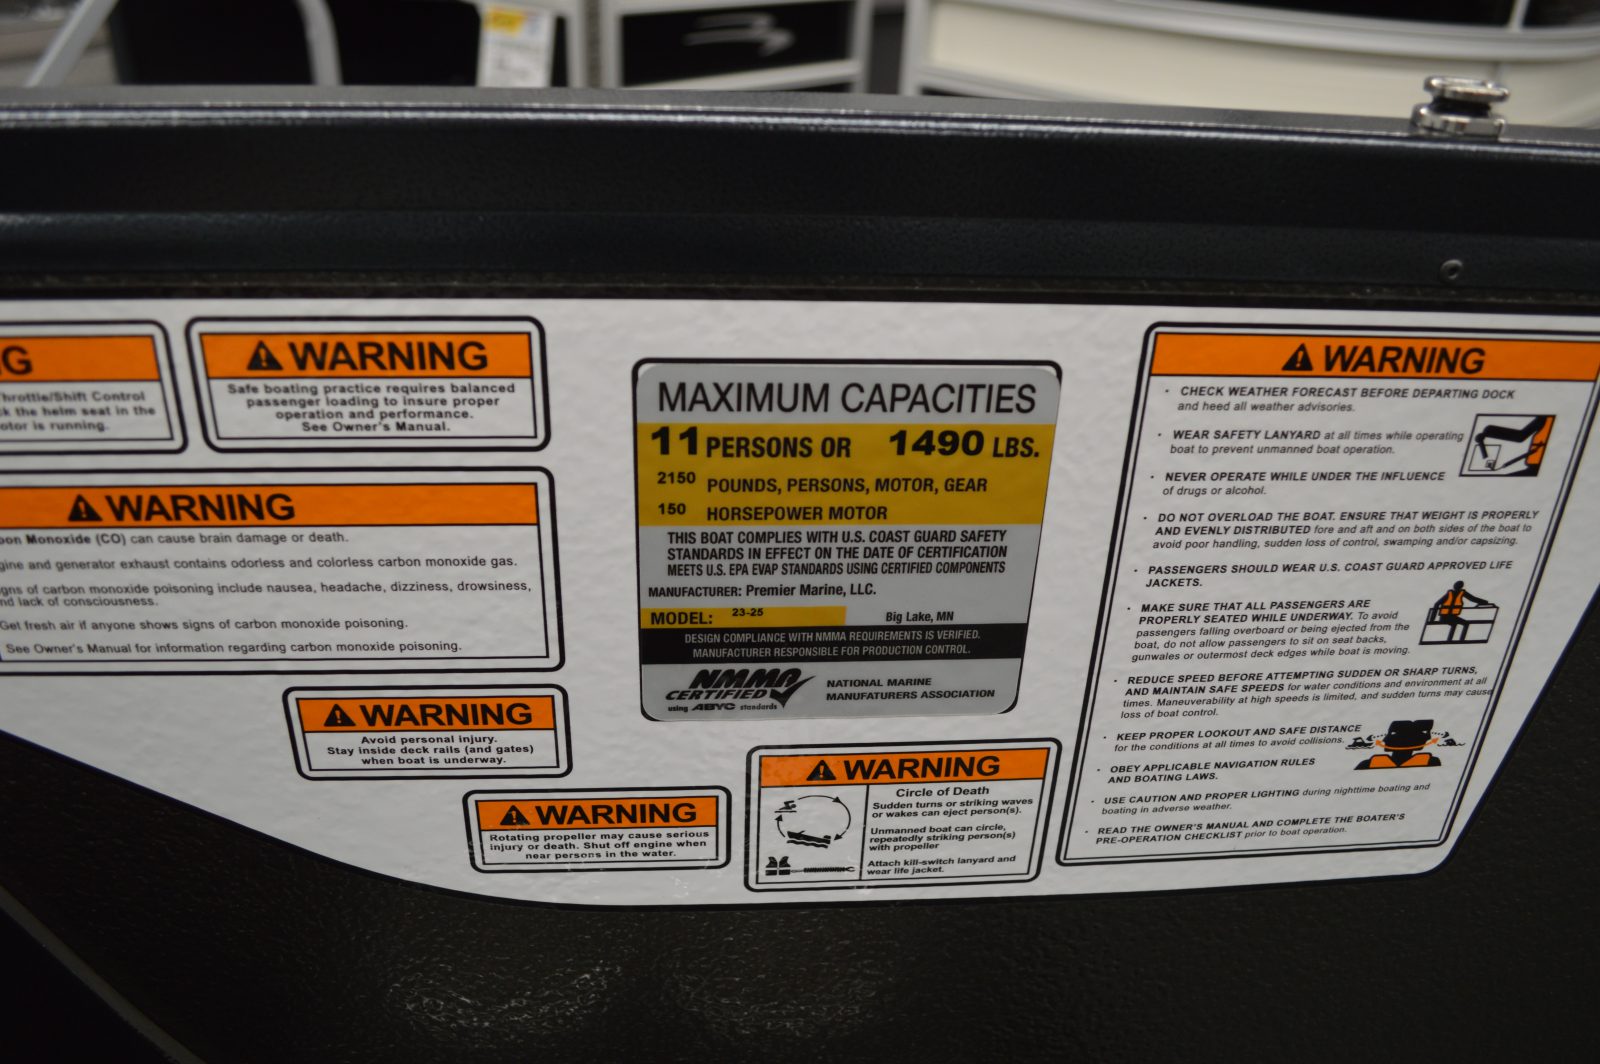 G
Throttle/Shift Control
the helm seat in the
is running.
WARNING
Safe boating practice requires balanced
passenger loading to insure proper
operation and performance.
See Owner's Manual.
WARNING
Monoxide (CO) can cause brain damage or death.
and generator exhaust contains odorless and colorless carbon monoxide gas.
of carbon monoxide poisoning include nausea, headache, dizziness, drowsiness,
lack of consciousness.
Get fresh air if anyone shows signs of carbon monoxide poisoning.
See Owner's Manual for information regarding carbon monoxide poisoning.
WARNING
Avoid personal injury.
Stay inside deck rails (and gates)
when boat is underway.
WARNING
Rotating propeller may cause serious
injury or death. Shut off engine when
near persons in the water.
MAXIMUM CAPACITIES
11 PERSONS OR 1490 LBS.
2150 POUNDS, PERSONS, MOTOR, GEAR
150 HORSEPOWER MOTOR
THIS BOAT COMPLIES WITH U.S. COAST GUARD SAFETY
STANDARDS IN EFFECT ON THE DATE OF CERTIFICATION
MEETS U.S. EPA EVAP STANDARDS USING CERTIFIED COMPONENTS
MANUFACTURER: Premier Marine, LLC.
MODEL: 23-25 Big Lake, MN
DESIGN COMPLIANCE WITH NMMA REQUIREMENTS IS VERIFIED.
MANUFACTURER RESPONSIBLE FOR PRODUCTION CONTROL.
NMMA
CERTIFIED
using ABYC standards
NATIONAL MARINE
MANUFATURERS ASSOCIATION
WARNING
Circle of Death
Sudden turns or striking waves
or wakes can eject person(s).
Unmanned boat can circle,
repeatedly striking person(s)
with propeller
Attach kill-switch lanyard and
wear life jacket.
WARNING
· CHECK WEATHER FORECAST BEFORE DEPARTING DOCK
and heed all weather advisories.
· WEAR SAFETY LANYARD at all times while operating
boat to prevent unmanned boat operation.
· NEVER OPERATE WHILE UNDER THE INFLUENCE
of drugs or alcohol.
· DO NOT OVERLOAD THE BOAT. ENSURE THAT WEIGHT IS PROPERLY
AND EVENLY DISTRIBUTED fore and aft and on both sides of the boat to
avoid poor handling, sudden loss of control, swamping and/or capsizing.
· PASSENGERS SHOULD WEAR U.S. COAST GUARD APPROVED LIFE
JACKETS.
· MAKE SURE THAT ALL PASSENGERS ARE
PROPERLY SEATED WHILE UNDERWAY. To avoid
passengers falling overboard or being ejected from the
boat, do not allow passengers to sit on seat backs,
gunwales or outermost deck edges while boat is moving.
· REDUCE SPEED BEFORE ATTEMPTING SUDDEN OR SHARP TURNS,
AND MAINTAIN SAFE SPEEDS for water conditions and environment at all
times. Maneuverability at high speeds is limited, and sudden turns may cause
loss of boat control.
· KEEP PROPER LOOKOUT AND SAFE DISTANCE
for the conditions at all times to avoid collisions.
· OBEY APPLICABLE NAVIGATION RULES
AND BOATING LAWS.
· USE CAUTION AND PROPER LIGHTING during nighttime boating and
boating in adverse weather.
· READ THE OWNER'S MANUAL AND COMPLETE THE BOATER'S
PRE-OPERATION CHECKLIST prior to boat operation.